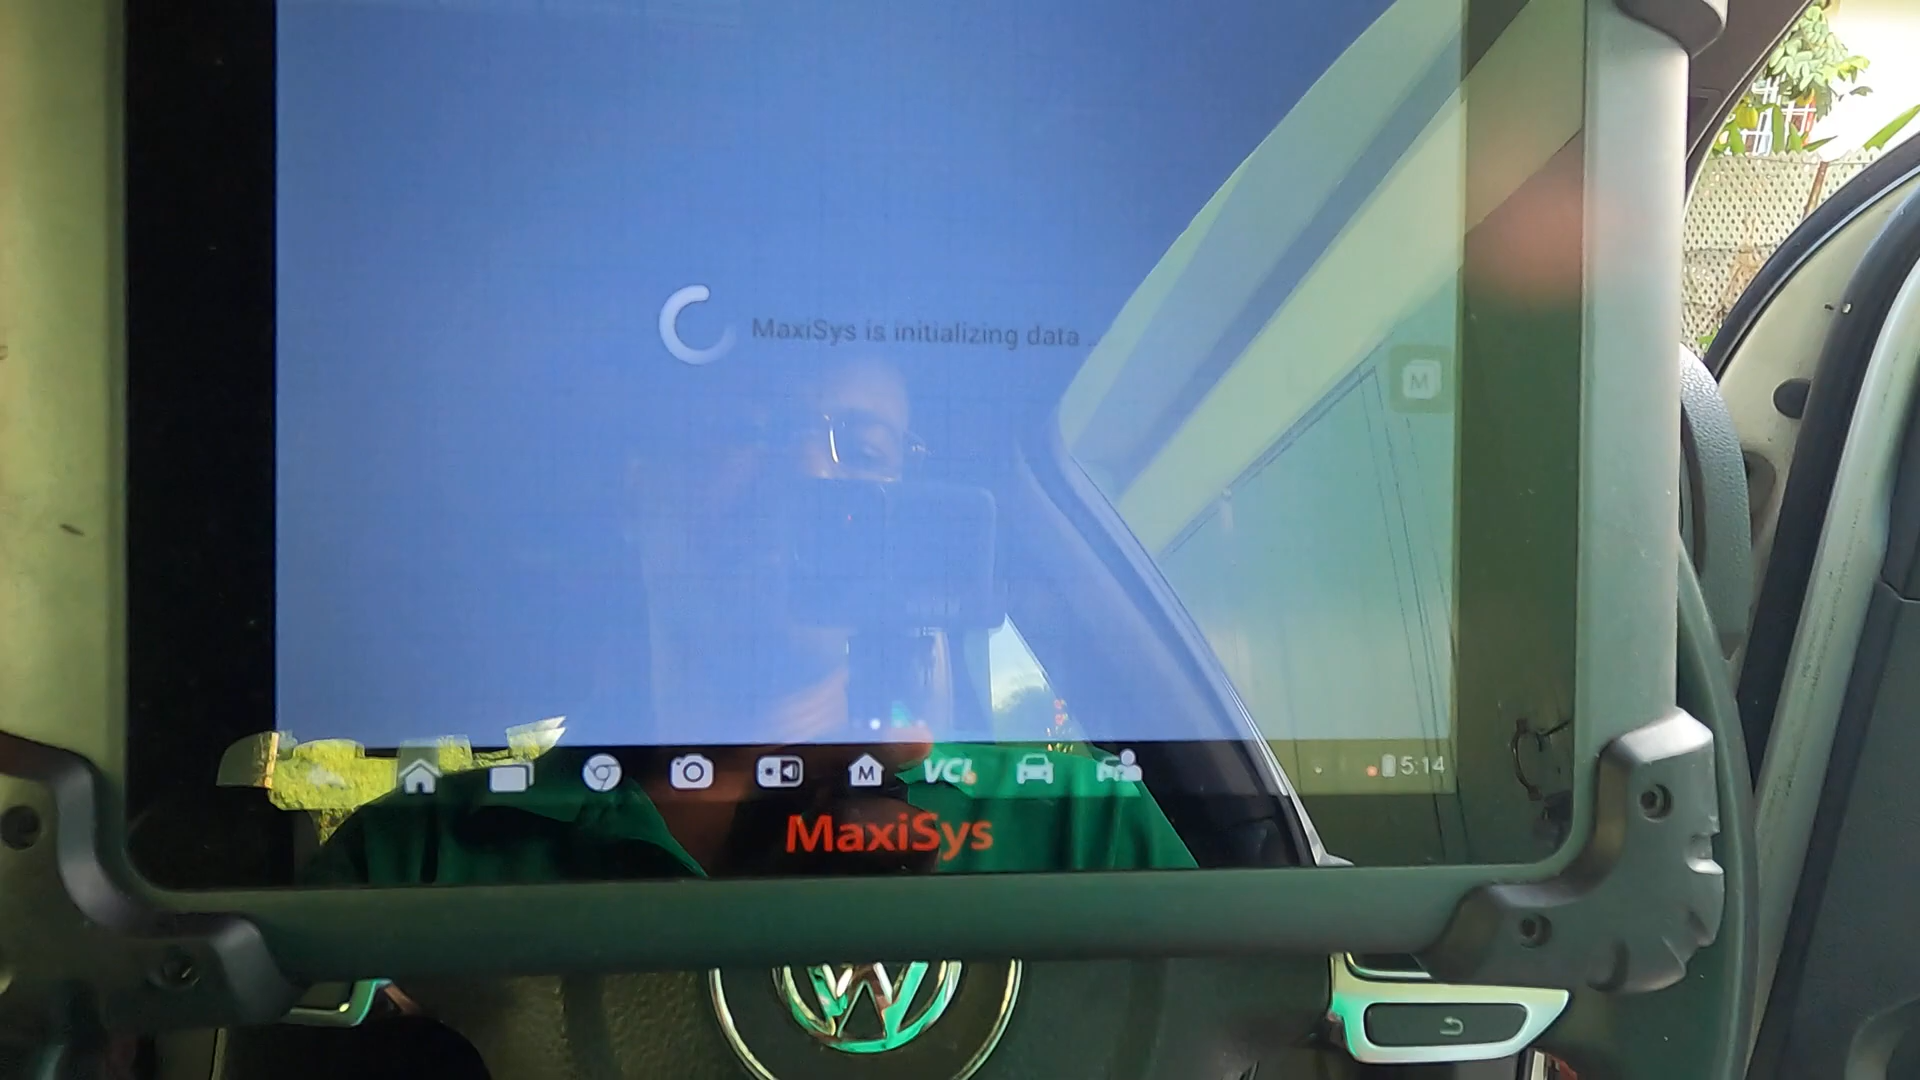 MaxiSys is initializing data ...
M
M
VCI
5:14
MaxiSys